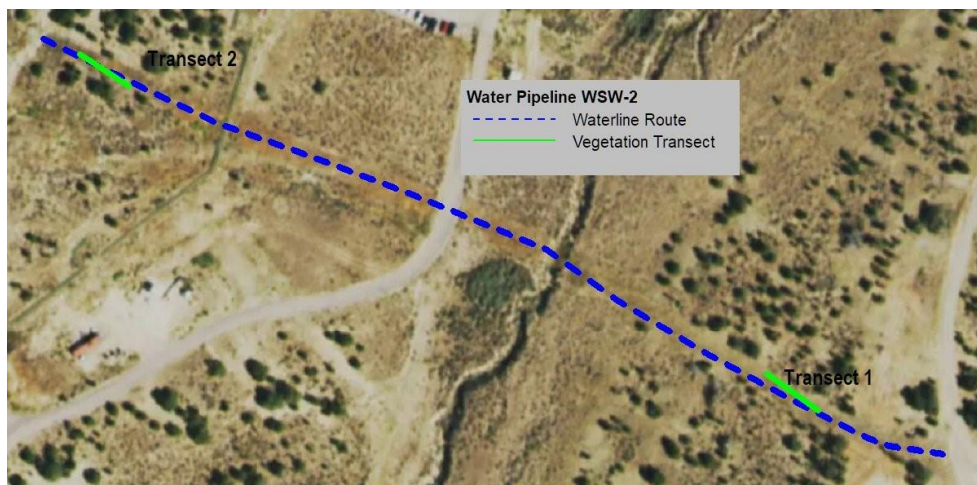 Transect 2
Water Pipeline WSW-2
Waterline Route
Vegetation Transect
Transect 1